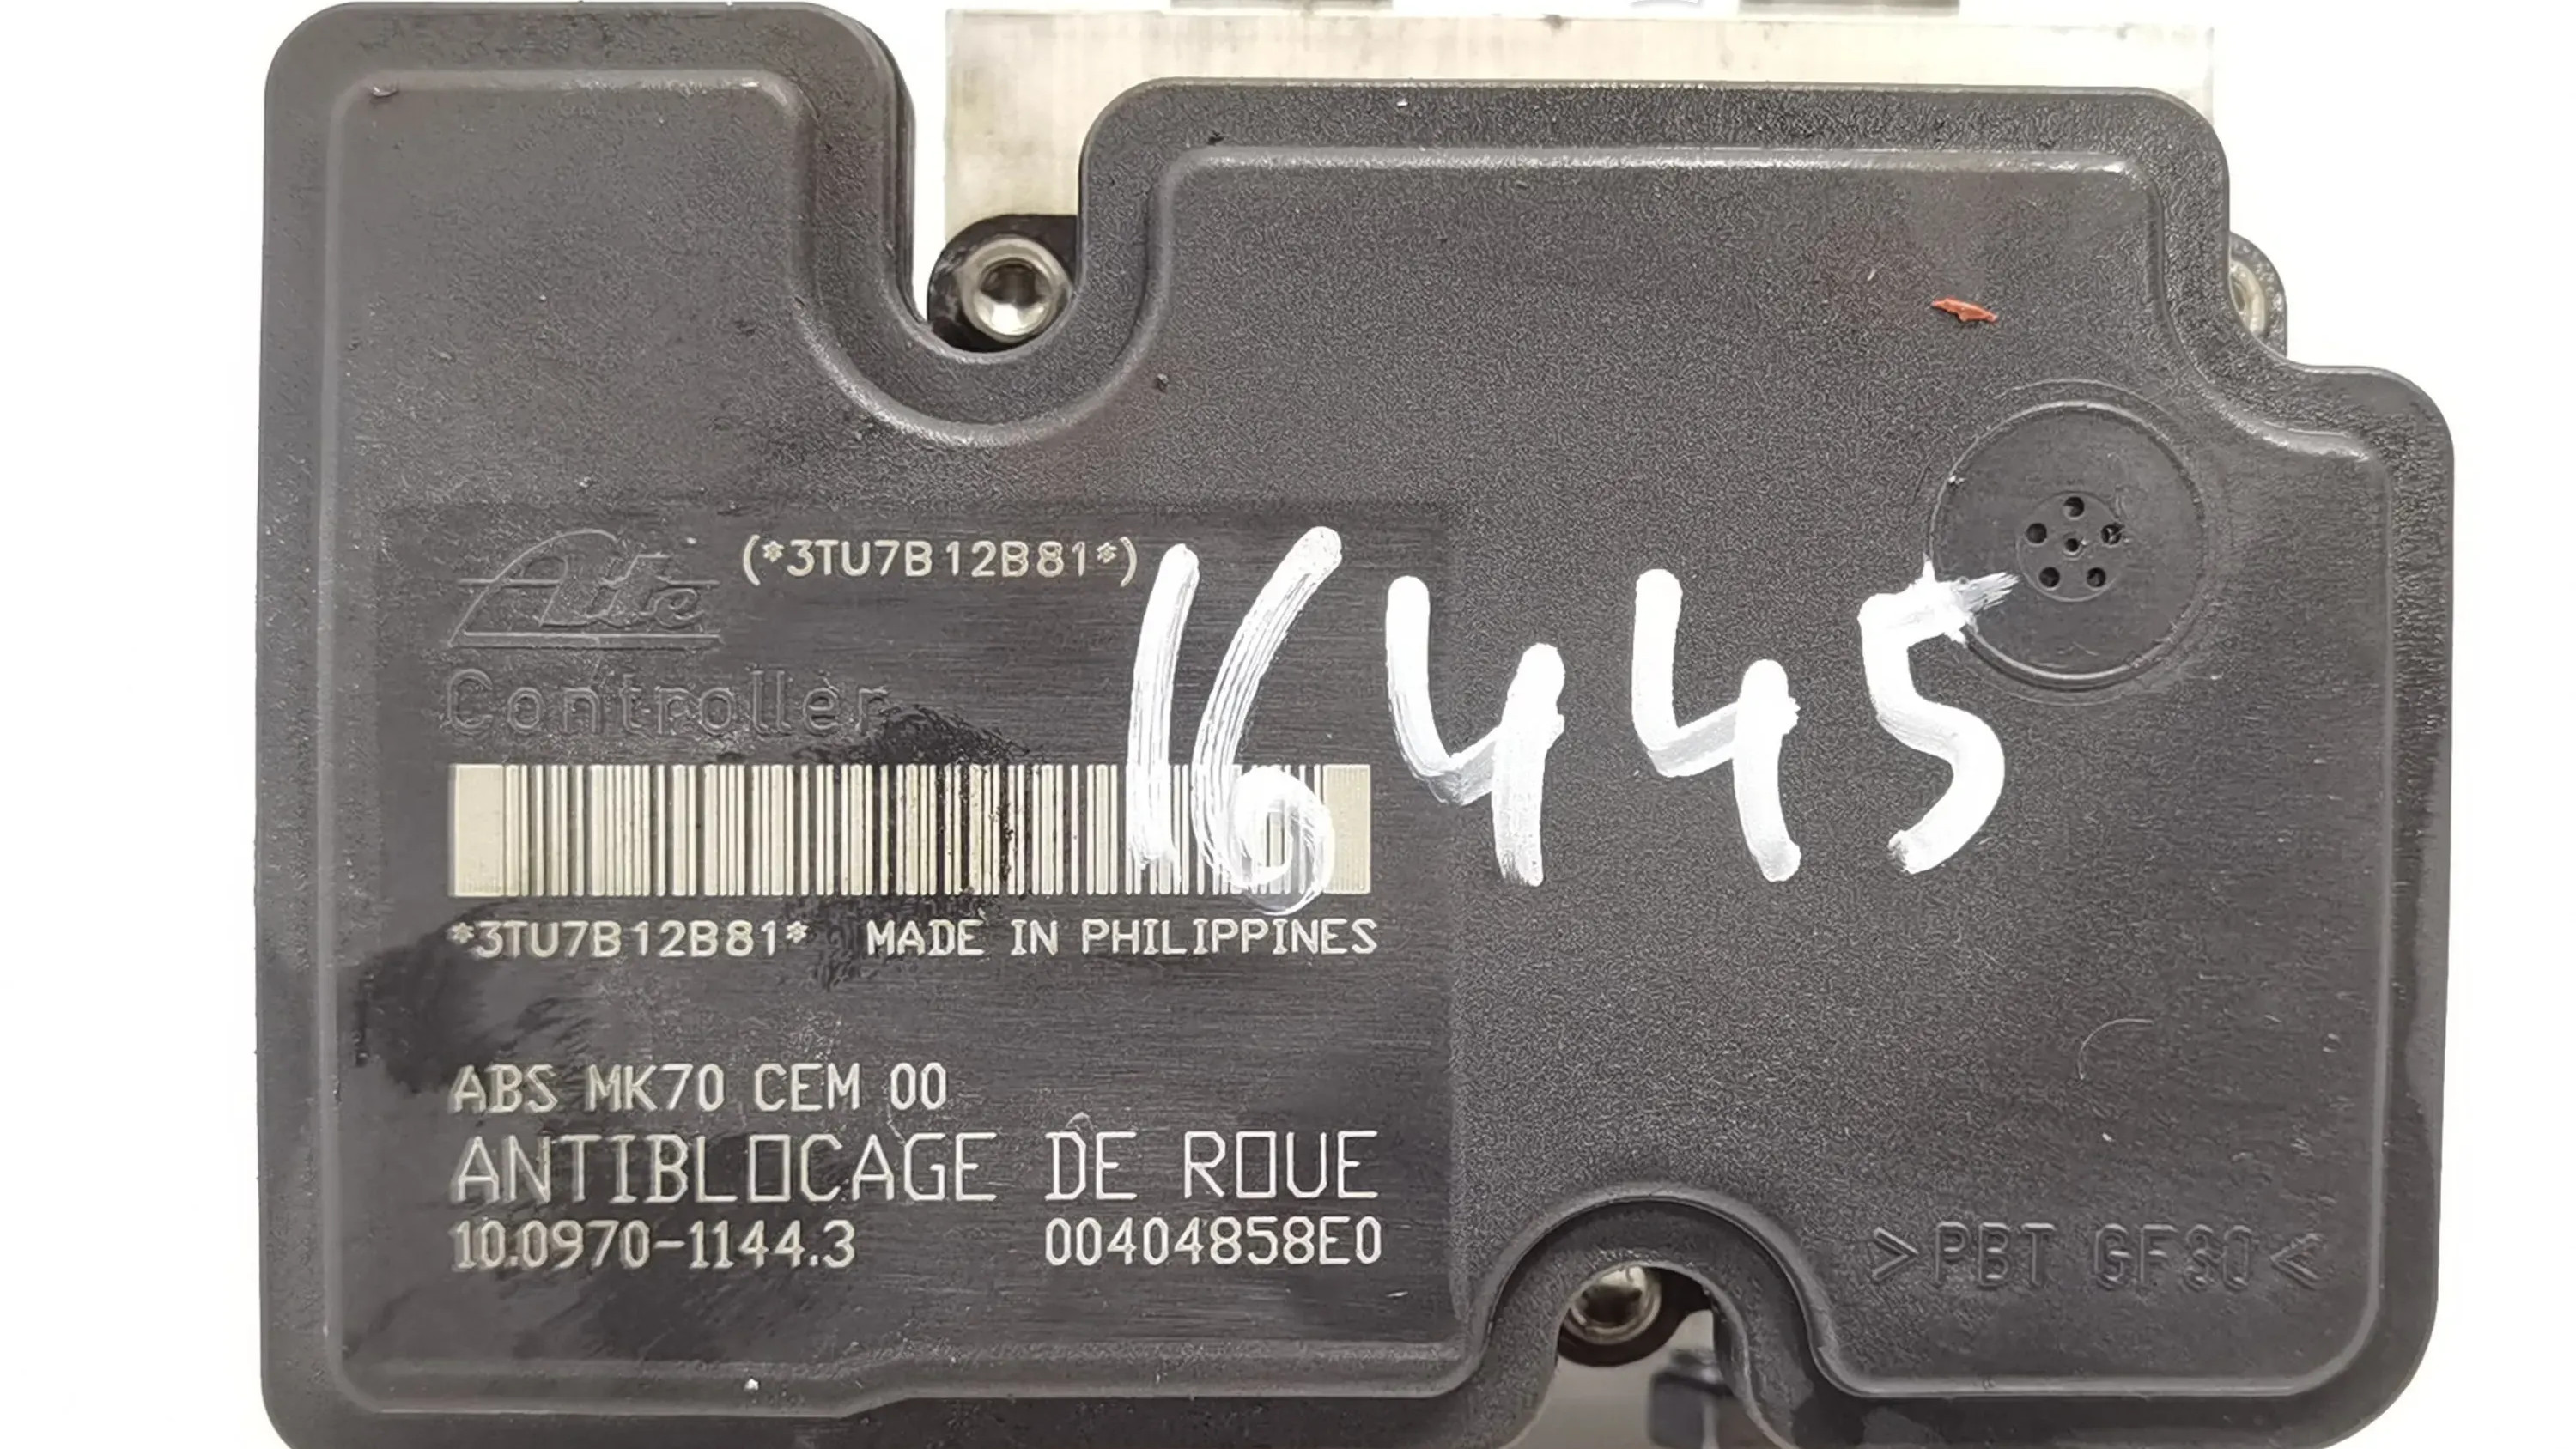 (*3TU7B12B81*)
Ate
Controller
16445
*3TU7B12B81* MADE IN PHILIPPINES
ABS MK70 CEM 00
ANTIBLOCAGE DE ROUE
10.0970-1144.3 00404858E0
>PBT GF30<